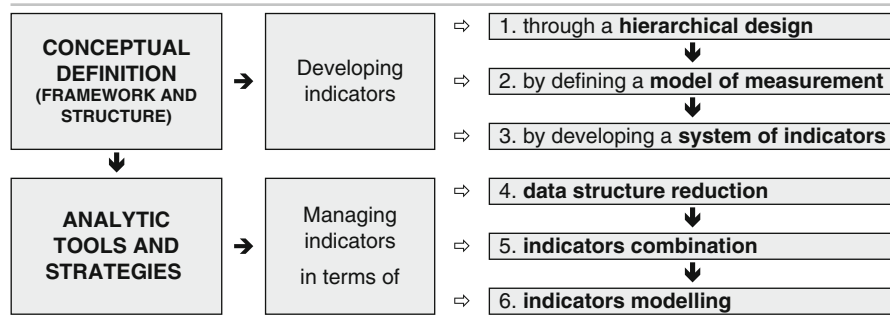 CONCEPTUAL
DEFINITION
(FRAMEWORK AND
STRUCTURE)
Developing
indicators
1. through a hierarchical design
2. by defining a model of measurement
3. by developing a system of indicators
ANALYTIC
TOOLS AND
STRATEGIES
Managing
indicators
in terms of
4. data structure reduction
5. indicators combination
6. indicators modelling